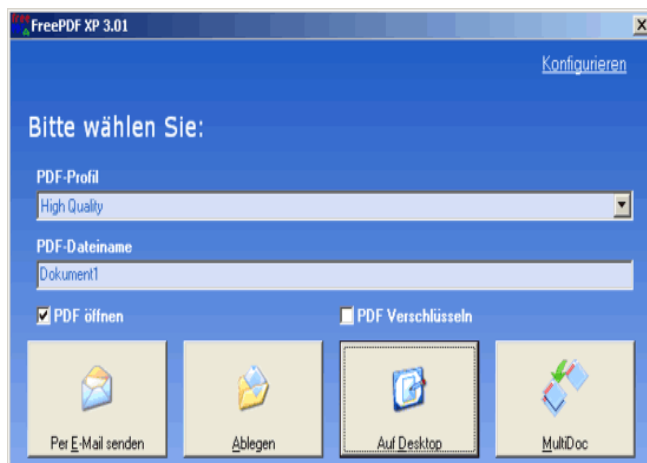 free
FreePDF XP 3.01
Konfigurieren
Bitte wählen Sie:
PDF-Profil
High Quality
PDF-Dateiname
Dokument1
PDF öffnen
PDF Verschlüsseln
Per E-Mail senden
Ablegen
Auf Desktop
MultiDoc